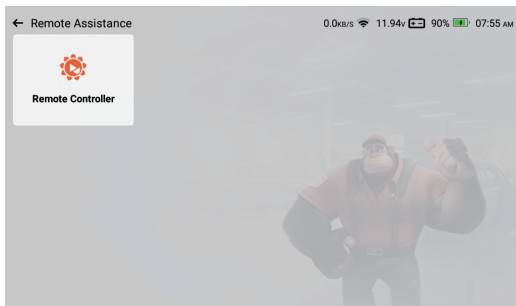 ← Remote Assistance 0.0KB/S 11.94V 90% 07:55 AM
Remote Controller